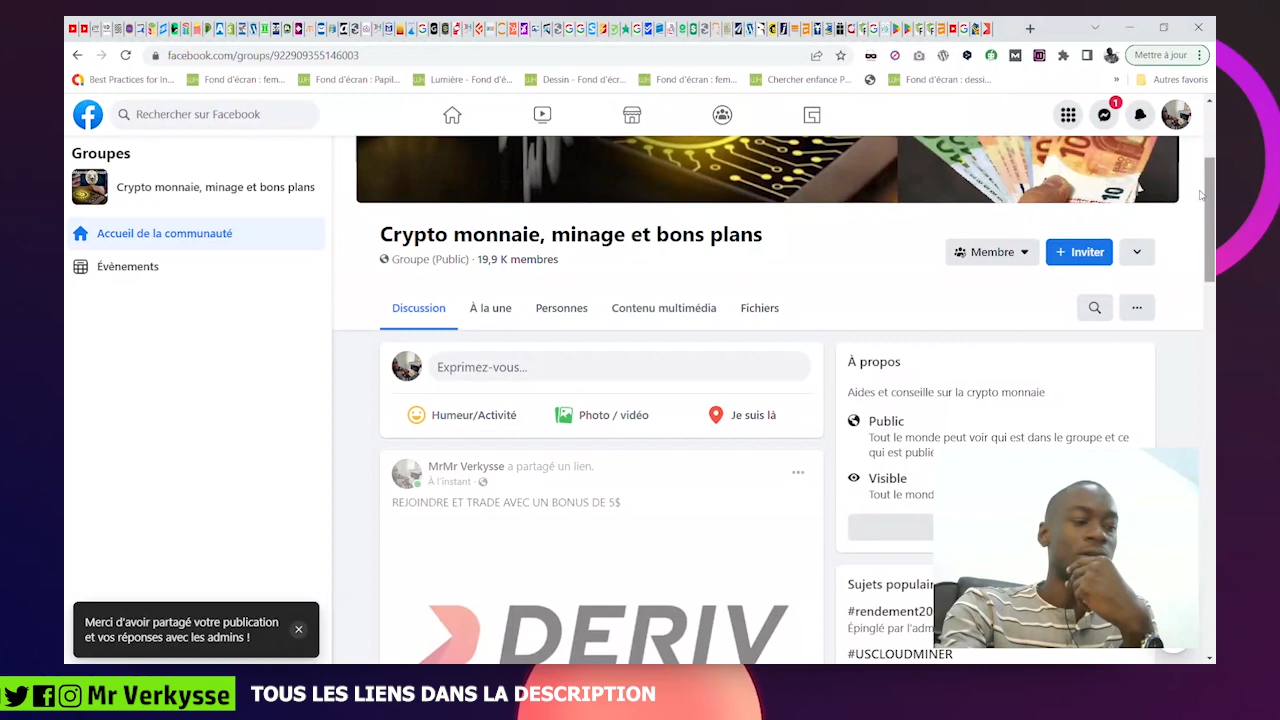 facebook.com/groups/922909355146003
Mettre à jour
Best Practices for In...
Fond d'écran : fem...
Fond d'écran : Papil...
Lumière - Fond d'é...
Dessin - Fond d'écr...
Fond d'écran : fem...
Chercher enfance P...
Fond d'écran : dessi...
»
Autres favoris
Rechercher sur Facebook
1
Groupes
Crypto monnaie, minage et bons plans
Accueil de la communauté
Évènements
10
Crypto monnaie, minage et bons plans
Groupe (Public) · 19,9 K membres
Membre
+ Inviter
Discussion
À la une
Personnes
Contenu multimédia
Fichiers
Exprimez-vous...
Humeur/Activité
Photo / vidéo
Je suis là
MrMr Verkysse a partagé un lien.
À l'instant ·
REJOINDRE ET TRADE AVEC UN BONUS DE 5$
DERIV
À propos
Aides et conseille sur la crypto monnaie
Public
Tout le monde peut voir qui est dans le groupe et ce
qui est publié
Visible
Tout le mond
Sujets populair
#rendement20
Épinglé par l'adm
#USCLOUDMINER
Merci d'avoir partagé votre publication
et vos réponses avec les admins !
Mr Verkysse
TOUS LES LIENS DANS LA DESCRIPTION